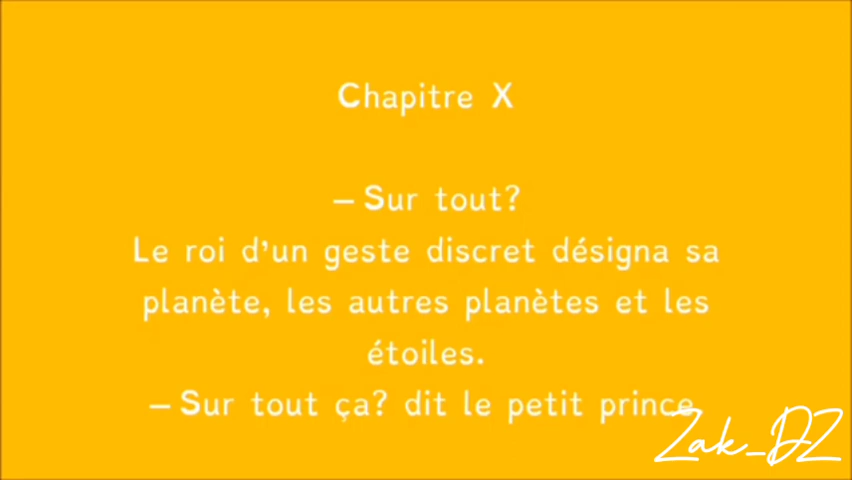 Chapitre X
– Sur tout?
Le roi d'un geste discret désigna sa
planète, les autres planètes et les
étoiles.
– Sur tout ça? dit le petit prince
Zak_DZ